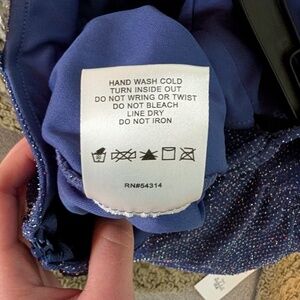 HAND WASH COLD
TURN INSIDE OUT
DO NOT WRING OR TWIST
DO NOT BLEACH
LINE DRY
DO NOT IRON
RN#54314